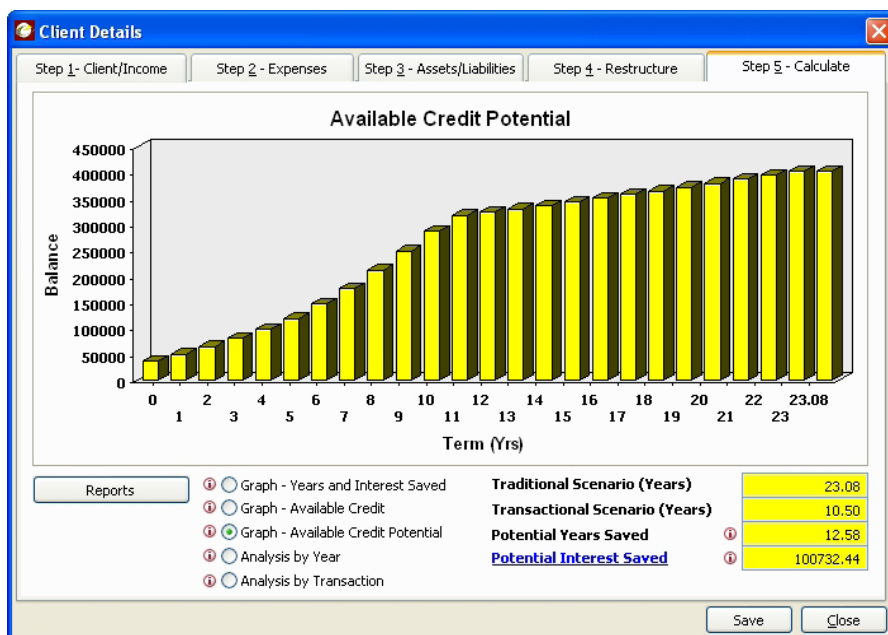 Client Details
Step 1- Client/Income
Step 2 - Expenses
Step 3 - Assets/Liabilities
Step 4 - Restructure
Step 5 - Calculate
Available Credit Potential
450000
400000
350000
300000
250000
200000
150000
100000
50000
0
Balance
0 2 4 6 8 10 12 14 16 18 20 22 23.08
1 3 5 7 9 11 13 15 17 19 21 23
Term (Yrs)
Reports
Graph - Years and Interest Saved
Graph - Available Credit
Graph - Available Credit Potential
Analysis by Year
Analysis by Transaction
Traditional Scenario (Years) 23.08
Transactional Scenario (Years) 10.50
Potential Years Saved 12.58
Potential Interest Saved 100732.44
Save
Close